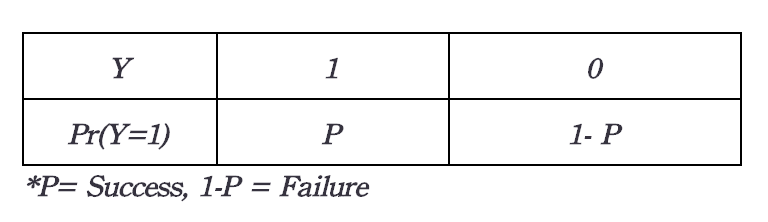 Y 1 0
Pr(Y=1) P 1- P
*P= Success, 1-P = Failure